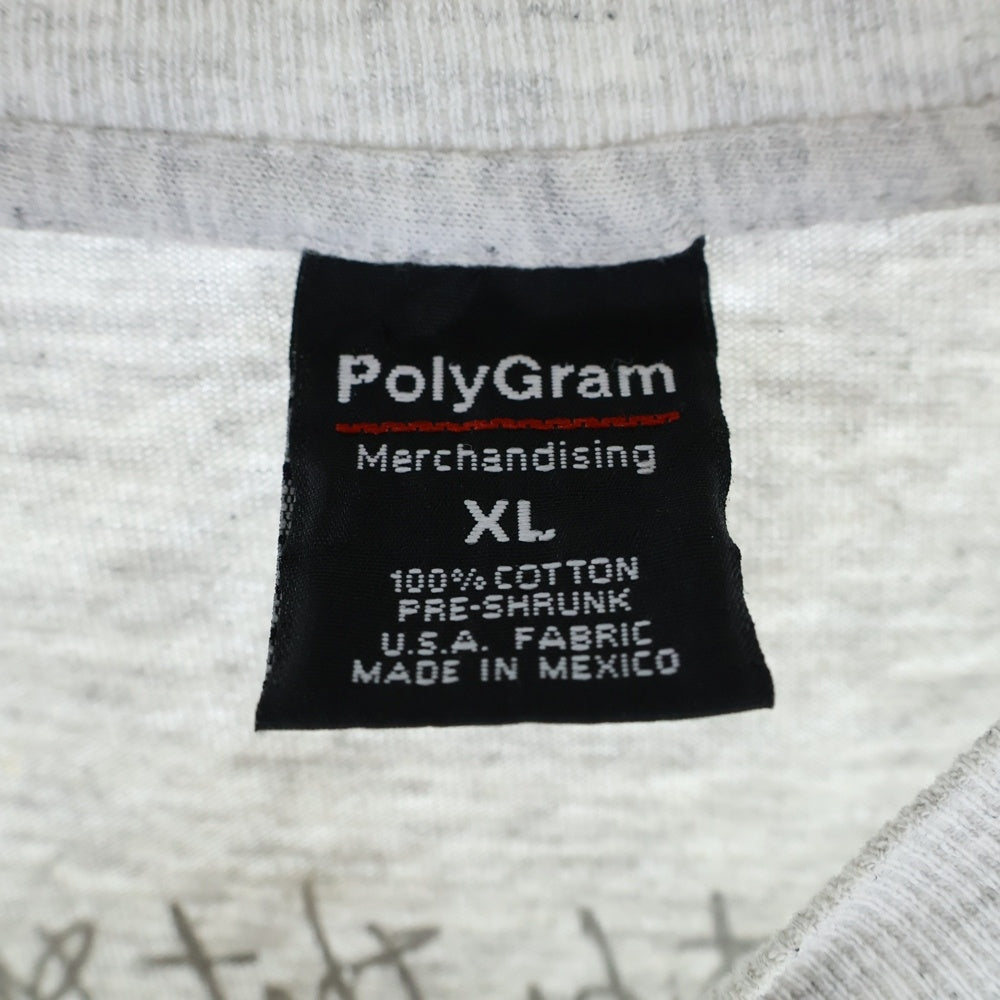 PolyGram
Merchandising
XL
100% COTTON
PRE-SHRUNK
U.S.A. FABRIC
MADE IN MEXICO